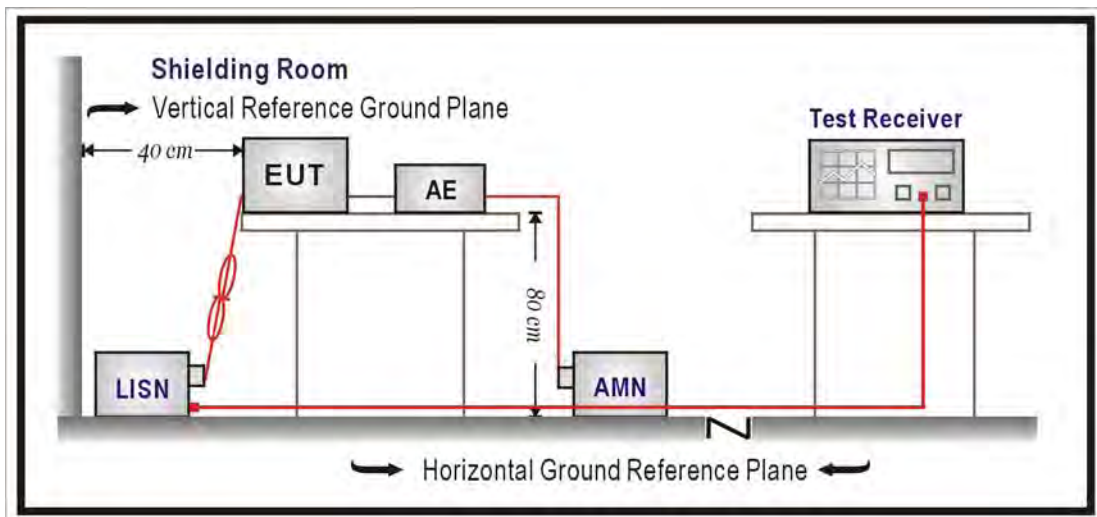 Shielding Room
Vertical Reference Ground Plane
Test Receiver
40 cm
EUT
AE
80 cm
LISN
AMN
Horizontal Ground Reference Plane